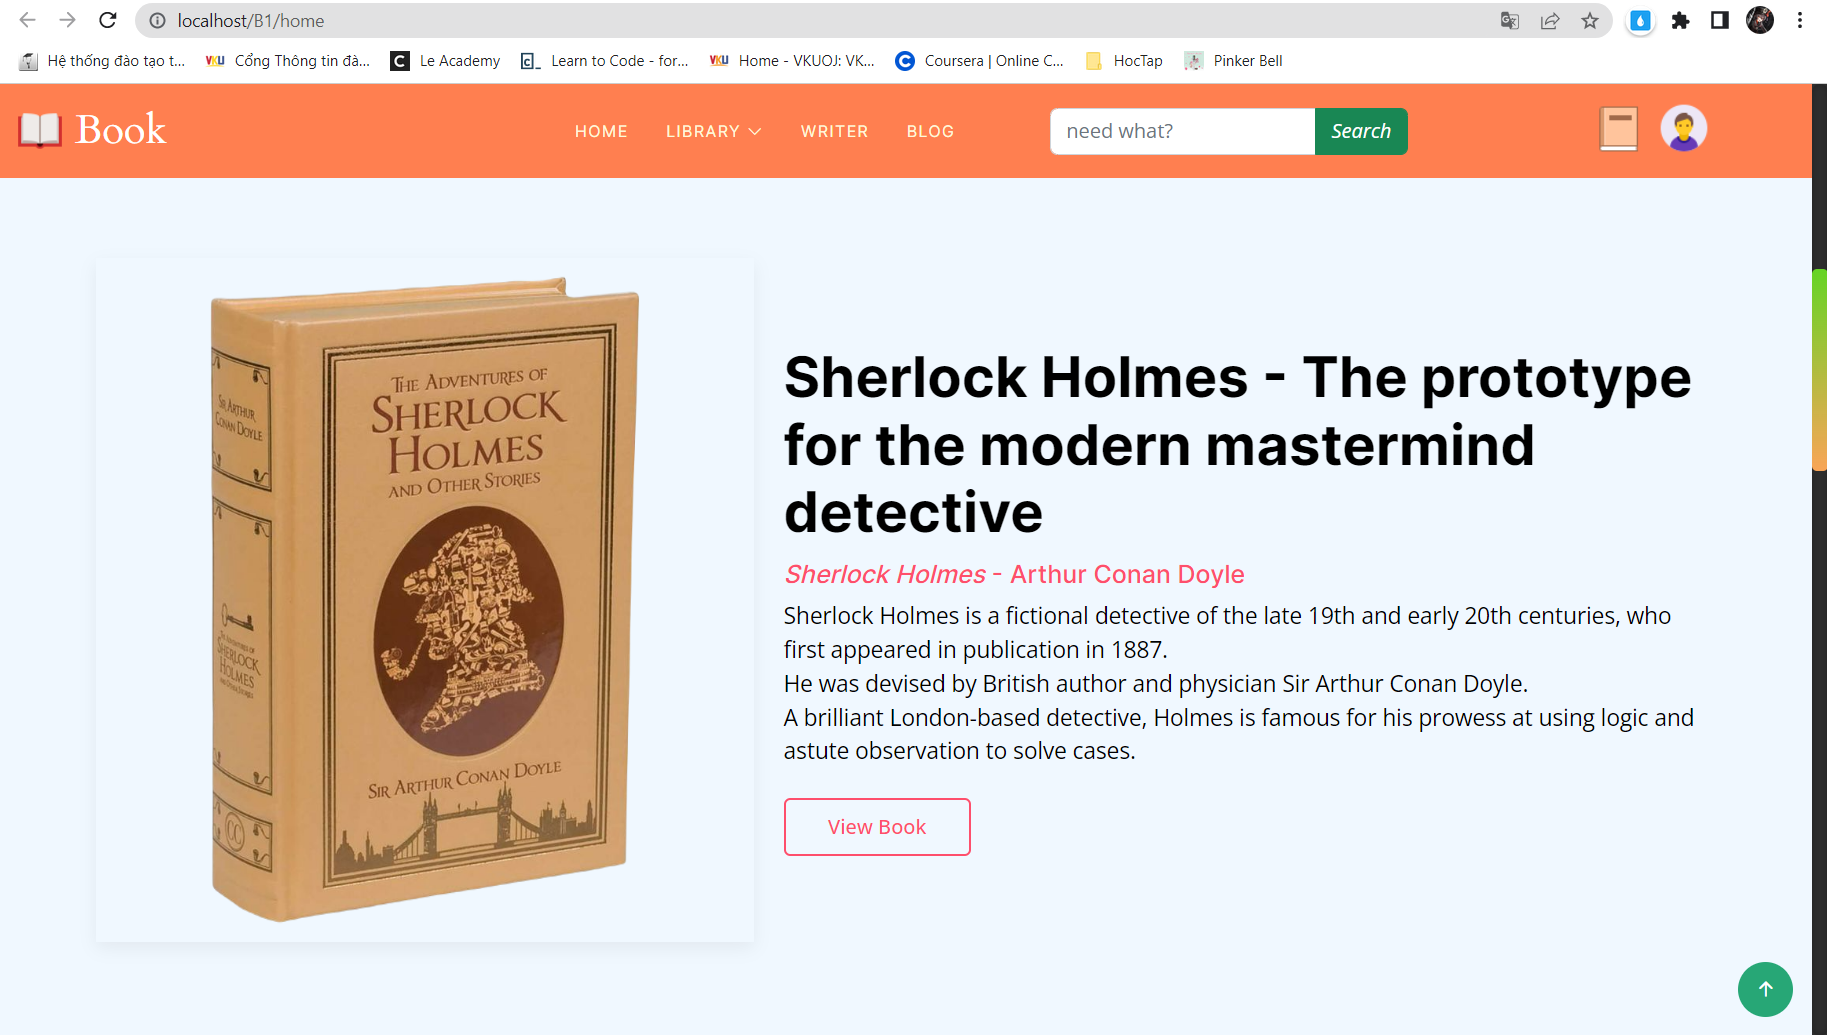 localhost/B1/home
Hệ thống đào tạo t... Cổng Thông tin đà... Le Academy Learn to Code - for... Home - VKUOJ: VK... Coursera | Online C... HocTap Pinker Bell
Book HOME LIBRARY WRITER BLOG need what? Search
THE ADVENTURES OF
SHERLOCK
HOLMES
AND OTHER STORIES
SIR ARTHUR CONAN DOYLE
SIR ARTHUR
CONAN DOYLE
THE ADVENTURES OF
SHERLOCK
HOLMES
AND OTHER STORIES
CC
Sherlock Holmes - The prototype
for the modern mastermind
detective
Sherlock Holmes - Arthur Conan Doyle
Sherlock Holmes is a fictional detective of the late 19th and early 20th centuries, who
first appeared in publication in 1887.
He was devised by British author and physician Sir Arthur Conan Doyle.
A brilliant London-based detective, Holmes is famous for his prowess at using logic and
astute observation to solve cases.
View Book